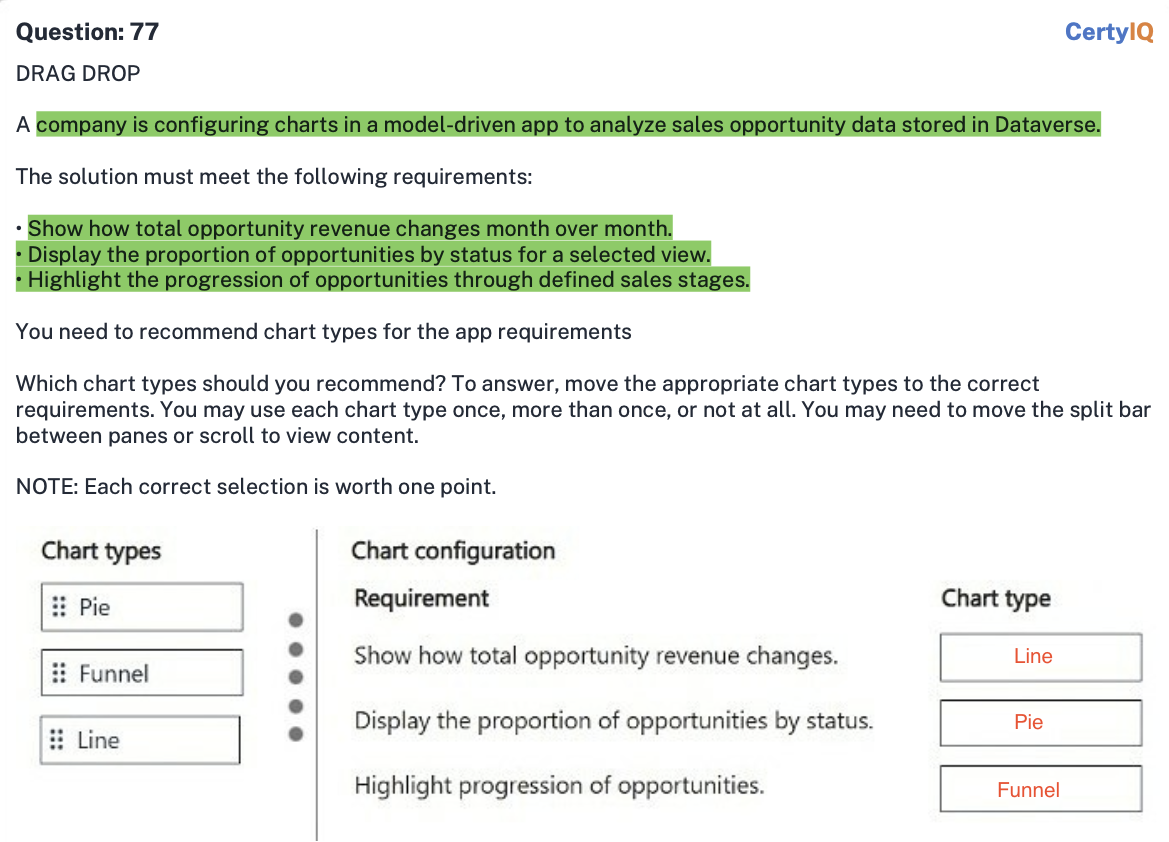 Question: 77
CertyIQ
DRAG DROP
A company is configuring charts in a model-driven app to analyze sales opportunity data stored in Dataverse.
The solution must meet the following requirements:
• Show how total opportunity revenue changes month over month.
• Display the proportion of opportunities by status for a selected view.
• Highlight the progression of opportunities through defined sales stages.
You need to recommend chart types for the app requirements
Which chart types should you recommend? To answer, move the appropriate chart types to the correct
requirements. You may use each chart type once, more than once, or not at all. You may need to move the split bar
between panes or scroll to view content.
NOTE: Each correct selection is worth one point.
Chart types
Pie
Funnel
Line
Chart configuration
Requirement
Chart type
Show how total opportunity revenue changes.
Line
Display the proportion of opportunities by status.
Pie
Highlight progression of opportunities.
Funnel